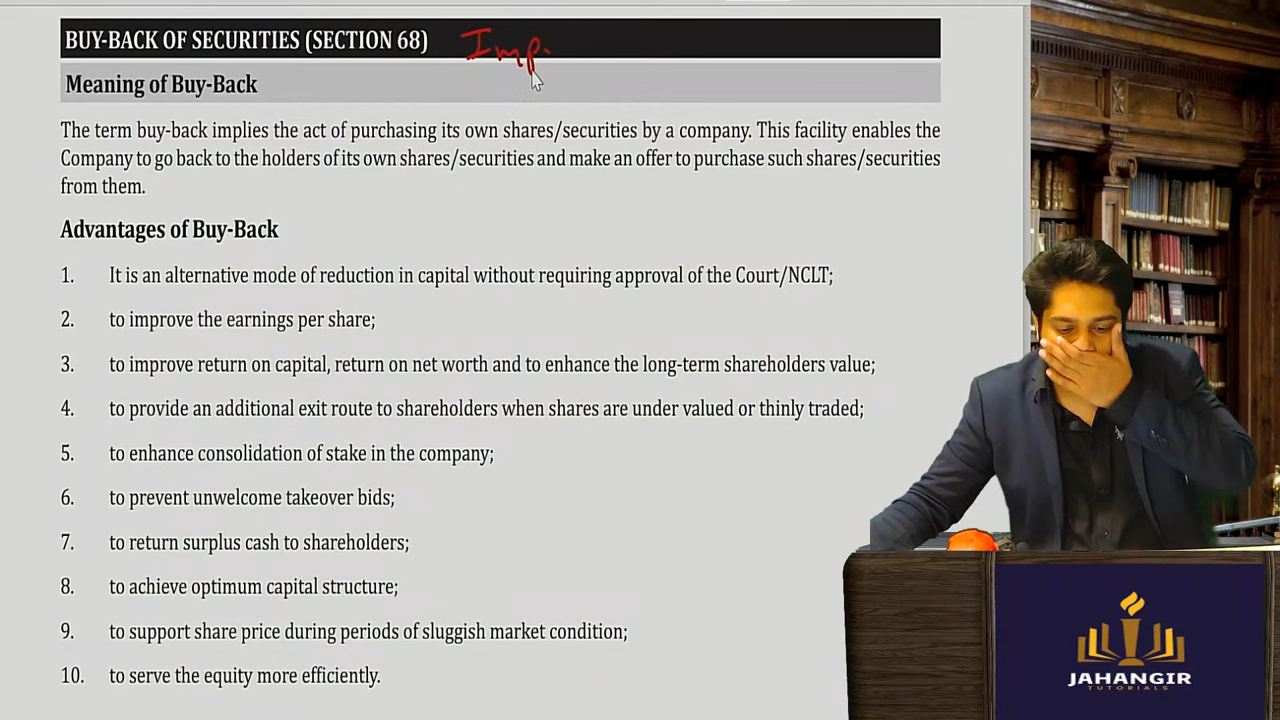 BUY-BACK OF SECURITIES (SECTION 68) Imp.
Meaning of Buy-Back
The term buy-back implies the act of purchasing its own shares/securities by a company. This facility enables the
Company to go back to the holders of its own shares/securities and make an offer to purchase such shares/securities
from them.
Advantages of Buy-Back
1. It is an alternative mode of reduction in capital without requiring approval of the Court/NCLT;
2. to improve the earnings per share;
3. to improve return on capital, return on net worth and to enhance the long-term shareholders value;
4. to provide an additional exit route to shareholders when shares are under valued or thinly traded;
5. to enhance consolidation of stake in the company;
6. to prevent unwelcome takeover bids;
7. to return surplus cash to shareholders;
8. to achieve optimum capital structure;
9. to support share price during periods of sluggish market condition;
10. to serve the equity more efficiently.
JAHANGIR
TUTORIALS